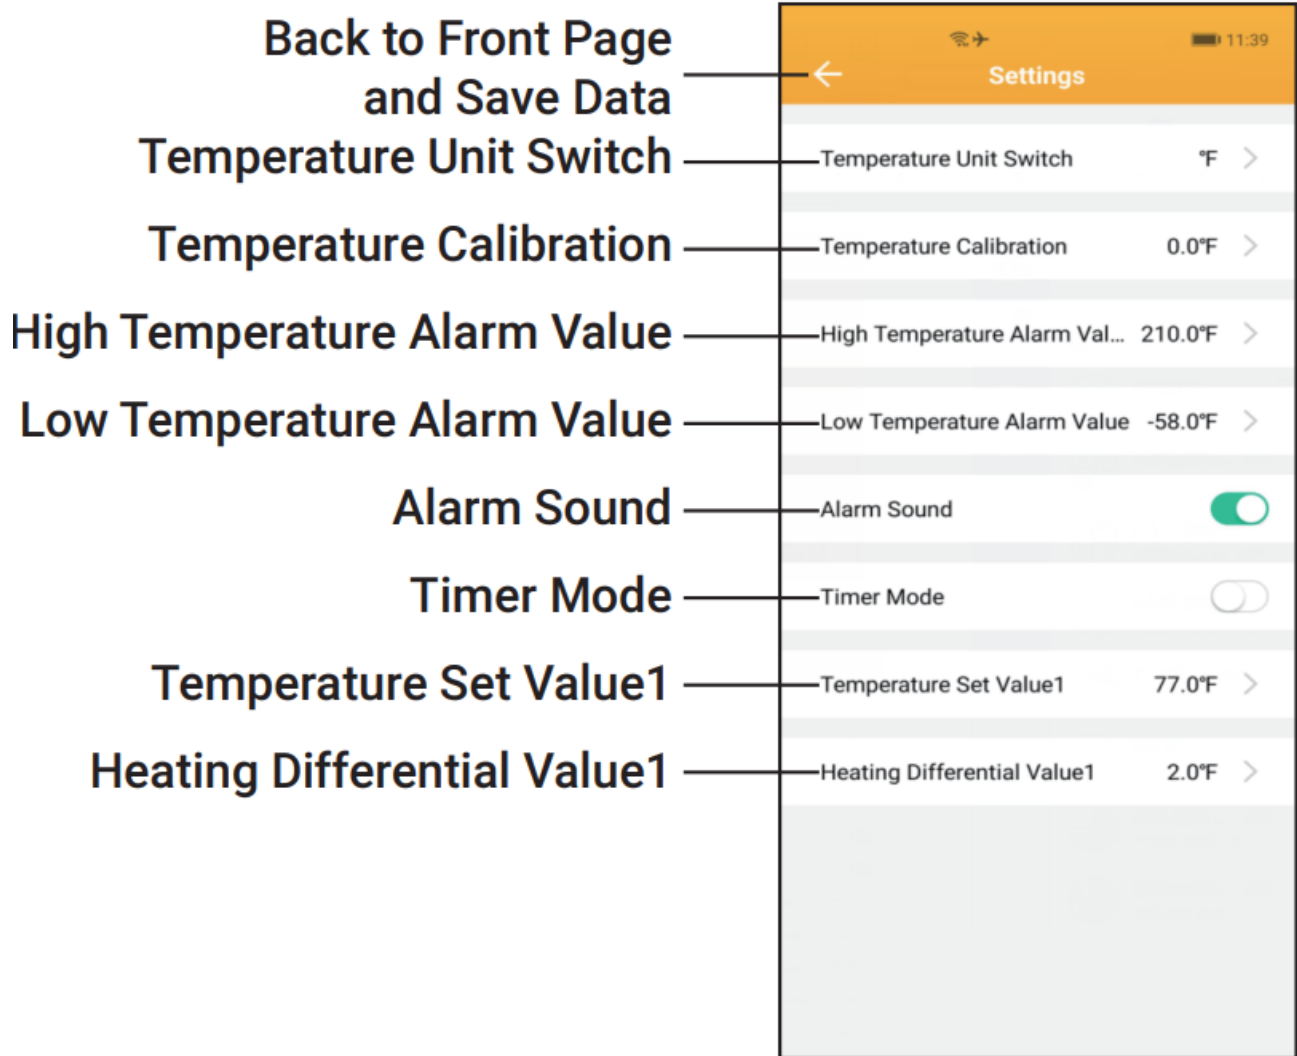 Back to Front Page
and Save Data
Temperature Unit Switch
Temperature Calibration
High Temperature Alarm Value
Low Temperature Alarm Value
Alarm Sound
Timer Mode
Temperature Set Value1
Heating Differential Value1
11:39
Settings
Temperature Unit Switch °F
Temperature Calibration 0.0°F
High Temperature Alarm Val... 210.0°F
Low Temperature Alarm Value -58.0°F
Alarm Sound
Timer Mode
Temperature Set Value1 77.0°F
Heating Differential Value1 2.0°F